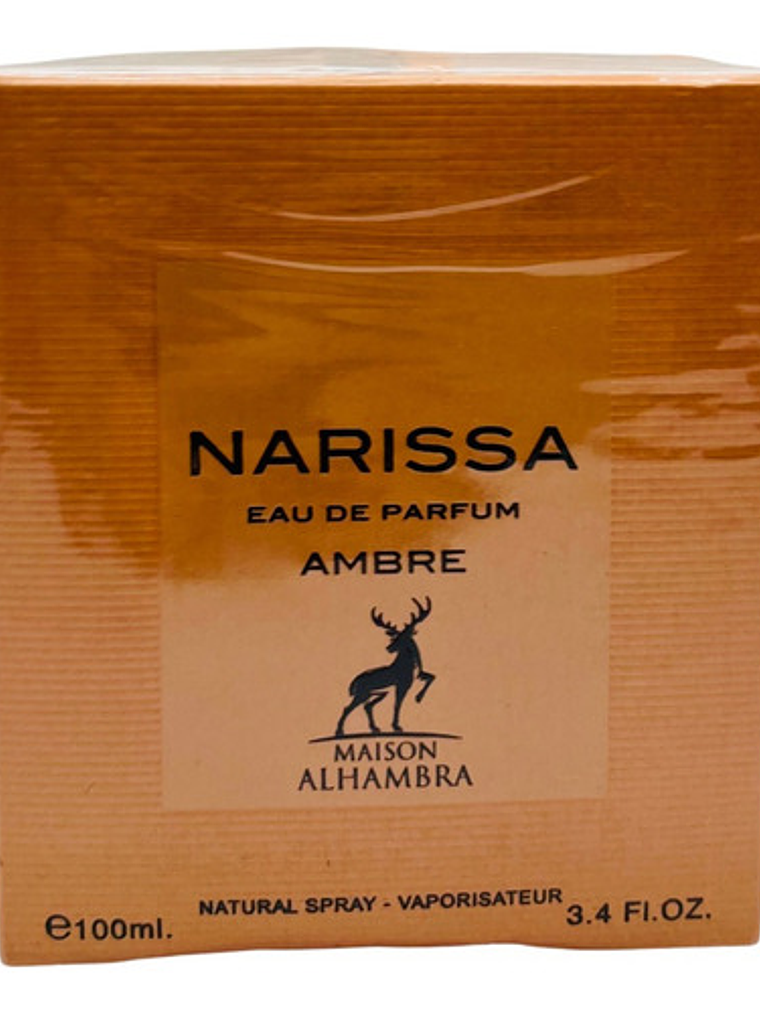 NARISSA
EAU DE PARFUM
AMBRE
MAISON
ALHAMBRA
NATURAL SPRAY - VAPORISATEUR
℮100ml.
3.4 Fl.OZ.